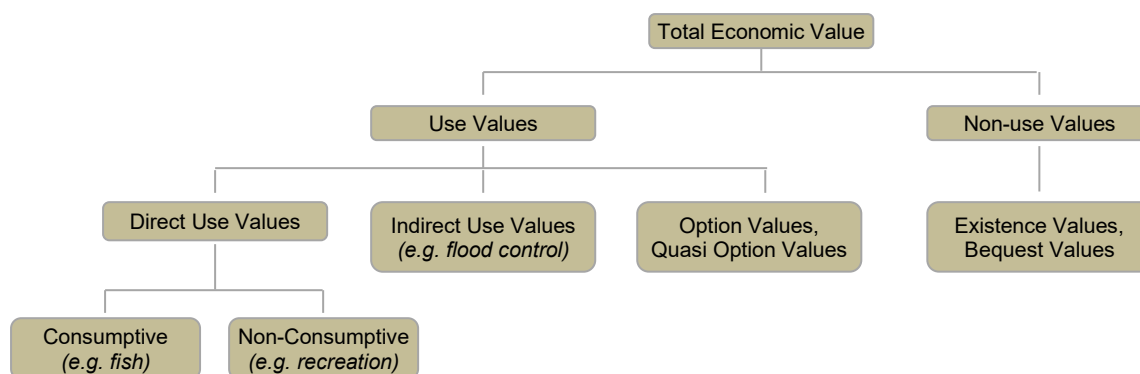 Total Economic Value
Use Values
Non-use Values
Direct Use Values
Indirect Use Values
(e.g. flood control)
Option Values,
Quasi Option Values
Existence Values,
Bequest Values
Consumptive
(e.g. fish)
Non-Consumptive
(e.g. recreation)